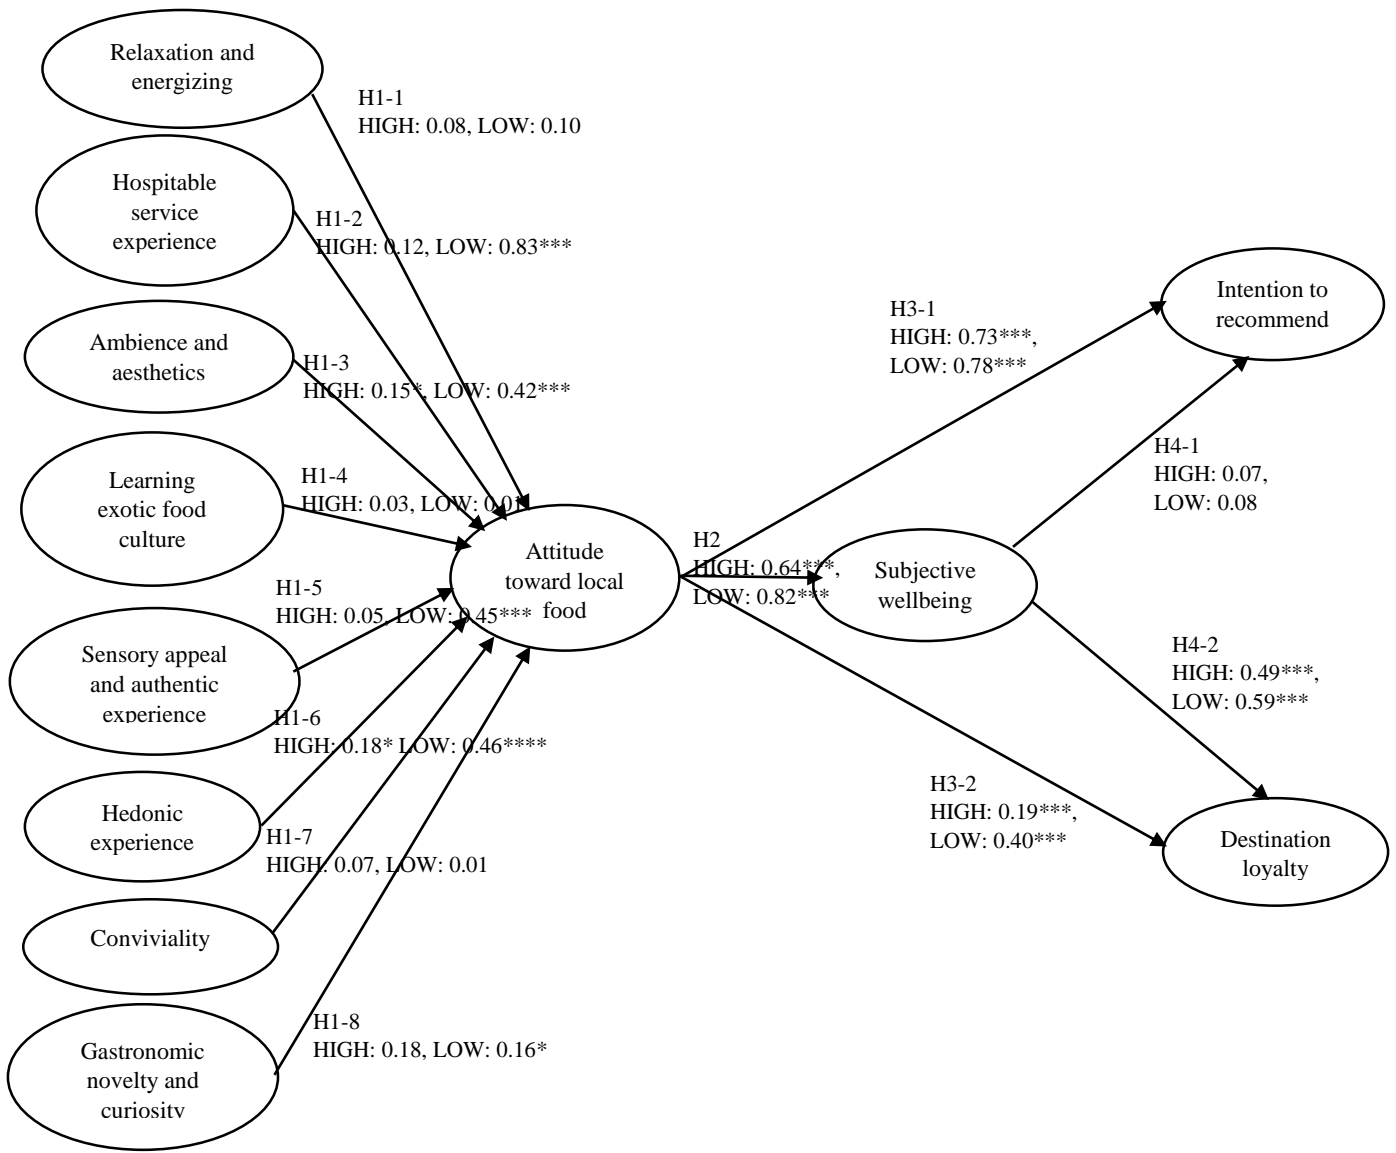 Relaxation and
energizing
H1-1
HIGH: 0.08, LOW: 0.10
Hospitable
service
experience
H1-2
HIGH: 0.12, LOW: 0.83***
Ambience and
aesthetics
H1-3
HIGH: 0.15*, LOW: 0.42***
Learning
exotic food
culture
H1-4
HIGH: 0.03, LOW: 0.01
Sensory appeal
and authentic
experience
H1-5
HIGH: 0.05, LOW: 0.45***
Hedonic
experience
H1-6
HIGH: 0.18* LOW: 0.46****
Conviviality
H1-7
HIGH: 0.07, LOW: 0.01
Gastronomic
novelty and
curiosity
H1-8
HIGH: 0.18, LOW: 0.16*
Attitude
toward local
food
H2
HIGH: 0.64***,
LOW: 0.82***
Subjective
wellbeing
H3-1
HIGH: 0.73***,
LOW: 0.78***
Intention to
recommend
H4-1
HIGH: 0.07,
LOW: 0.08
H4-2
HIGH: 0.49***,
LOW: 0.59***
H3-2
HIGH: 0.19***,
LOW: 0.40***
Destination
loyalty